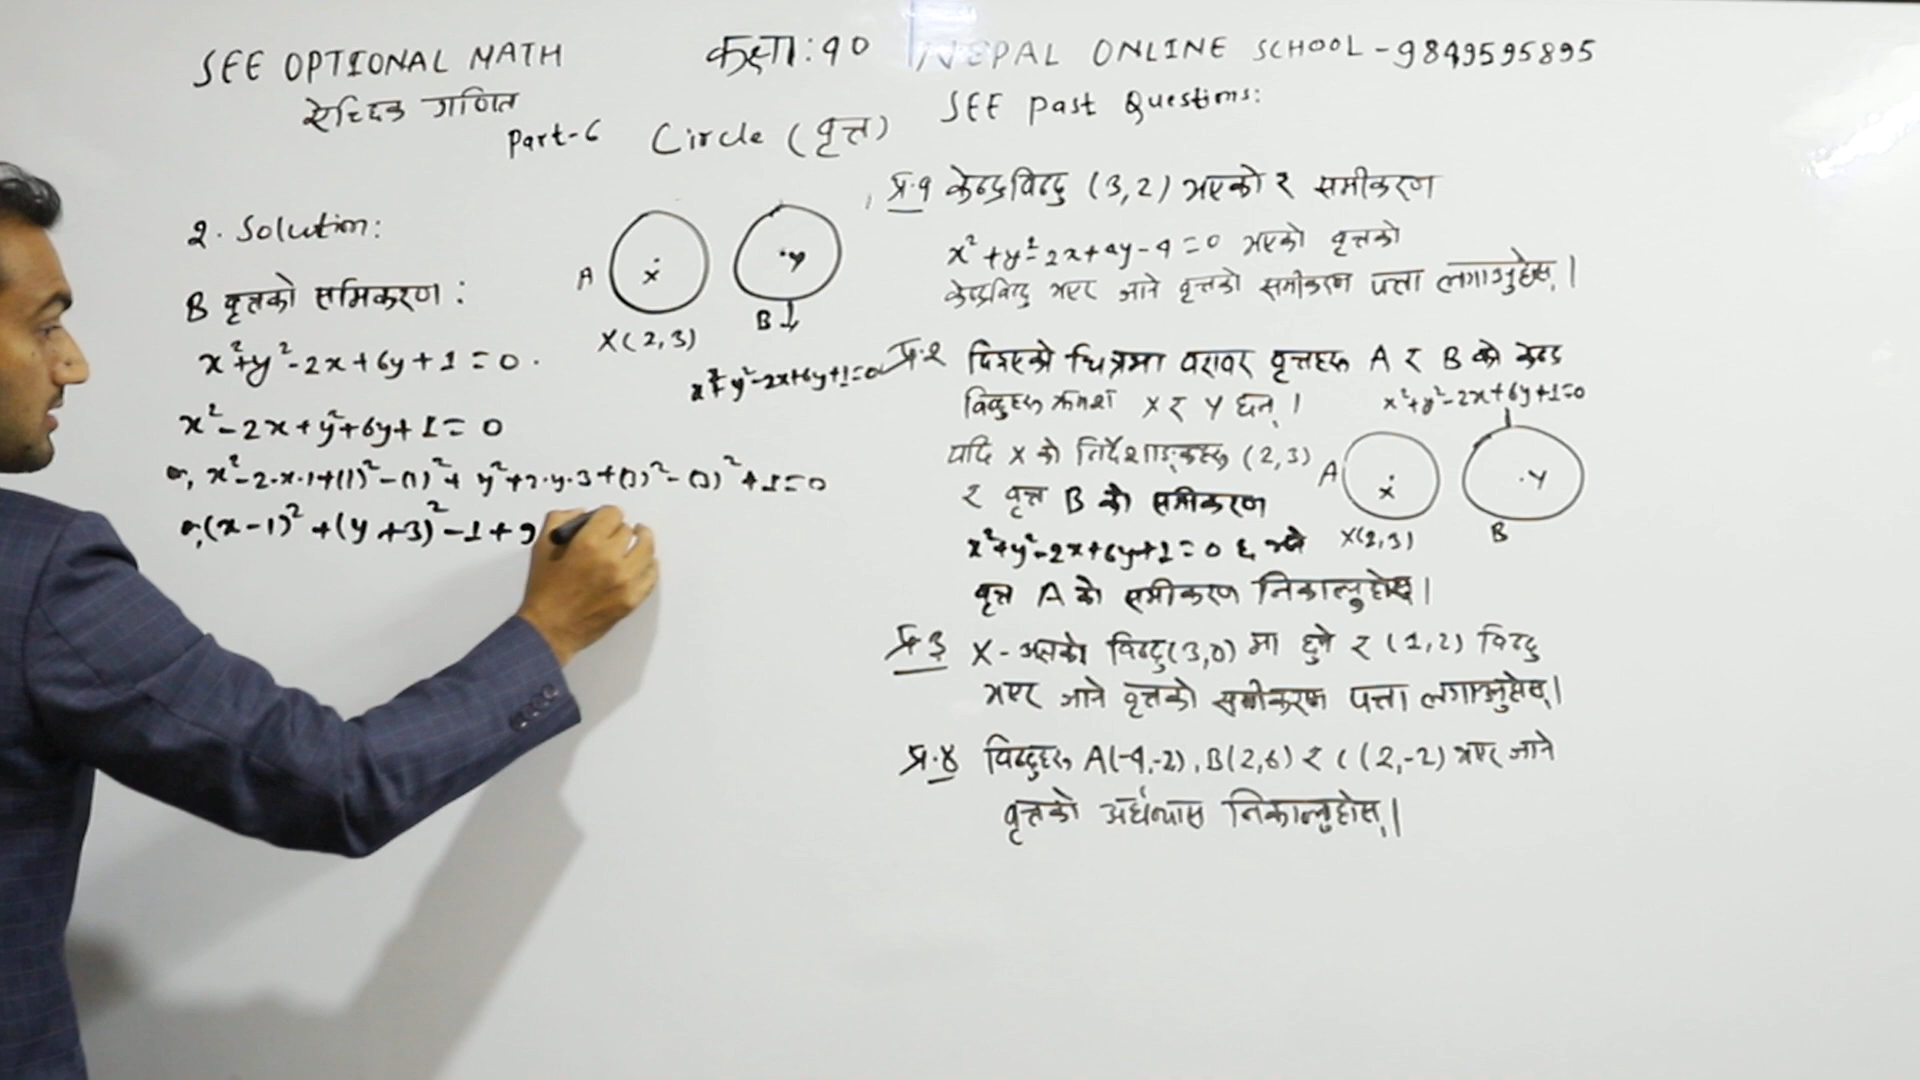 SEE OPTIONAL MATH कक्षा:१० NEPAL ONLINE SCHOOL - 9849595895
ऐच्छिक गणित
Part-6 Circle (वृत्त)
SEE Past Questions:
2. Solution:
B वृत्तको समिकरण :
x²+y²-2x+6y+1=0.
x²-2x+y²+6y+1=0
or, x²-2·x·1+(1)²-(1)²+y²+2·y·3+(3)²-(3)²+1=0
or, (x-1)²+(y+3)²-1+9
A
X
X(2,3)
Y
B
x²+y²-2x+6y+1=0
प्र.१ केन्द्रविन्दु (3,2) भएको र समीकरण
x²+y²-2x+4y-4=0 भएको वृत्तको
केन्द्रविन्दु भएर जाने वृत्तको समीकरण पत्ता लगाउनुहोस्।
प्र.२ दिइएको चित्रमा बराबर वृत्तहरू A र B को केन्द्र
विन्दुहरू क्रमशः X र Y छन्।
x²+y²-2x+6y+1=0
यदि X को निर्देशाङ्कहरू (2,3)
र वृत्त B को समीकरण
x²+y²-2x+6y+1=0 छ भने
वृत्त A को समीकरण निकाल्नुहोस्।
A
X
X(2,3)
Y
B
प्र.३ X-अक्षको विन्दु(3,0) मा हुने र (1,2) विन्दु
भएर जाने वृत्तको समीकरण पत्ता लगाउनुहोस्।
प्र.४ विन्दुहरू A(-4,-2), B(2,6) र C(2,-2) भएर जाने
वृत्तको अर्धव्यास निकाल्नुहोस्।